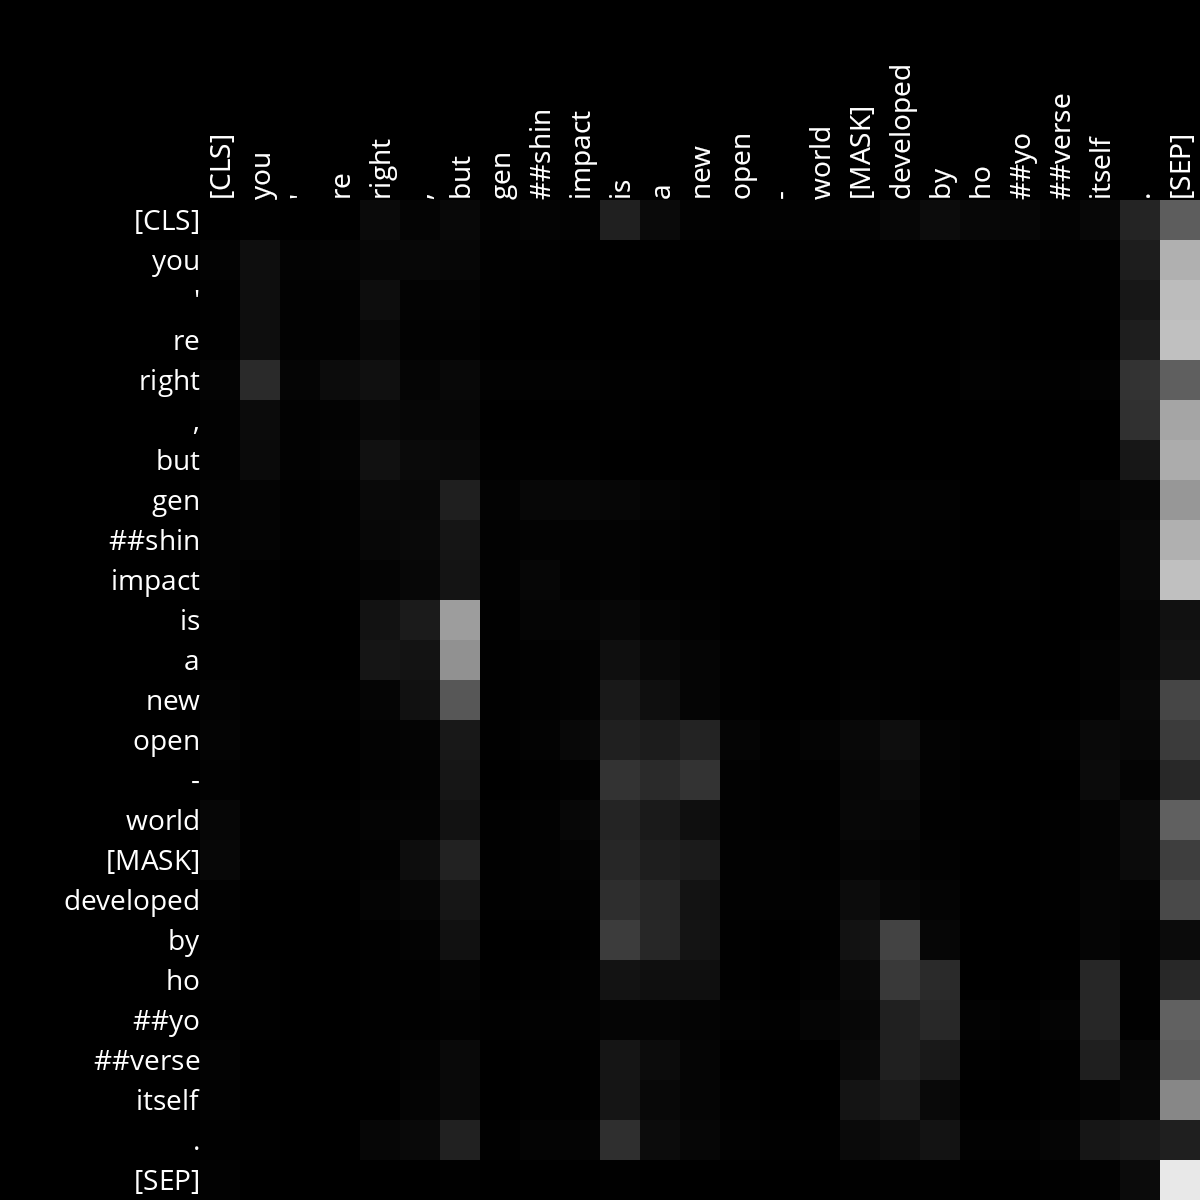 [CLS] you ' re right , but gen ##shin impact is a new open - world [MASK] developed by ho ##yo ##verse itself . [SEP]
[CLS]
you
'
re
right
,
but
gen
##shin
impact
is
a
new
open
-
world
[MASK]
developed
by
ho
##yo
##verse
itself
.
[SEP]